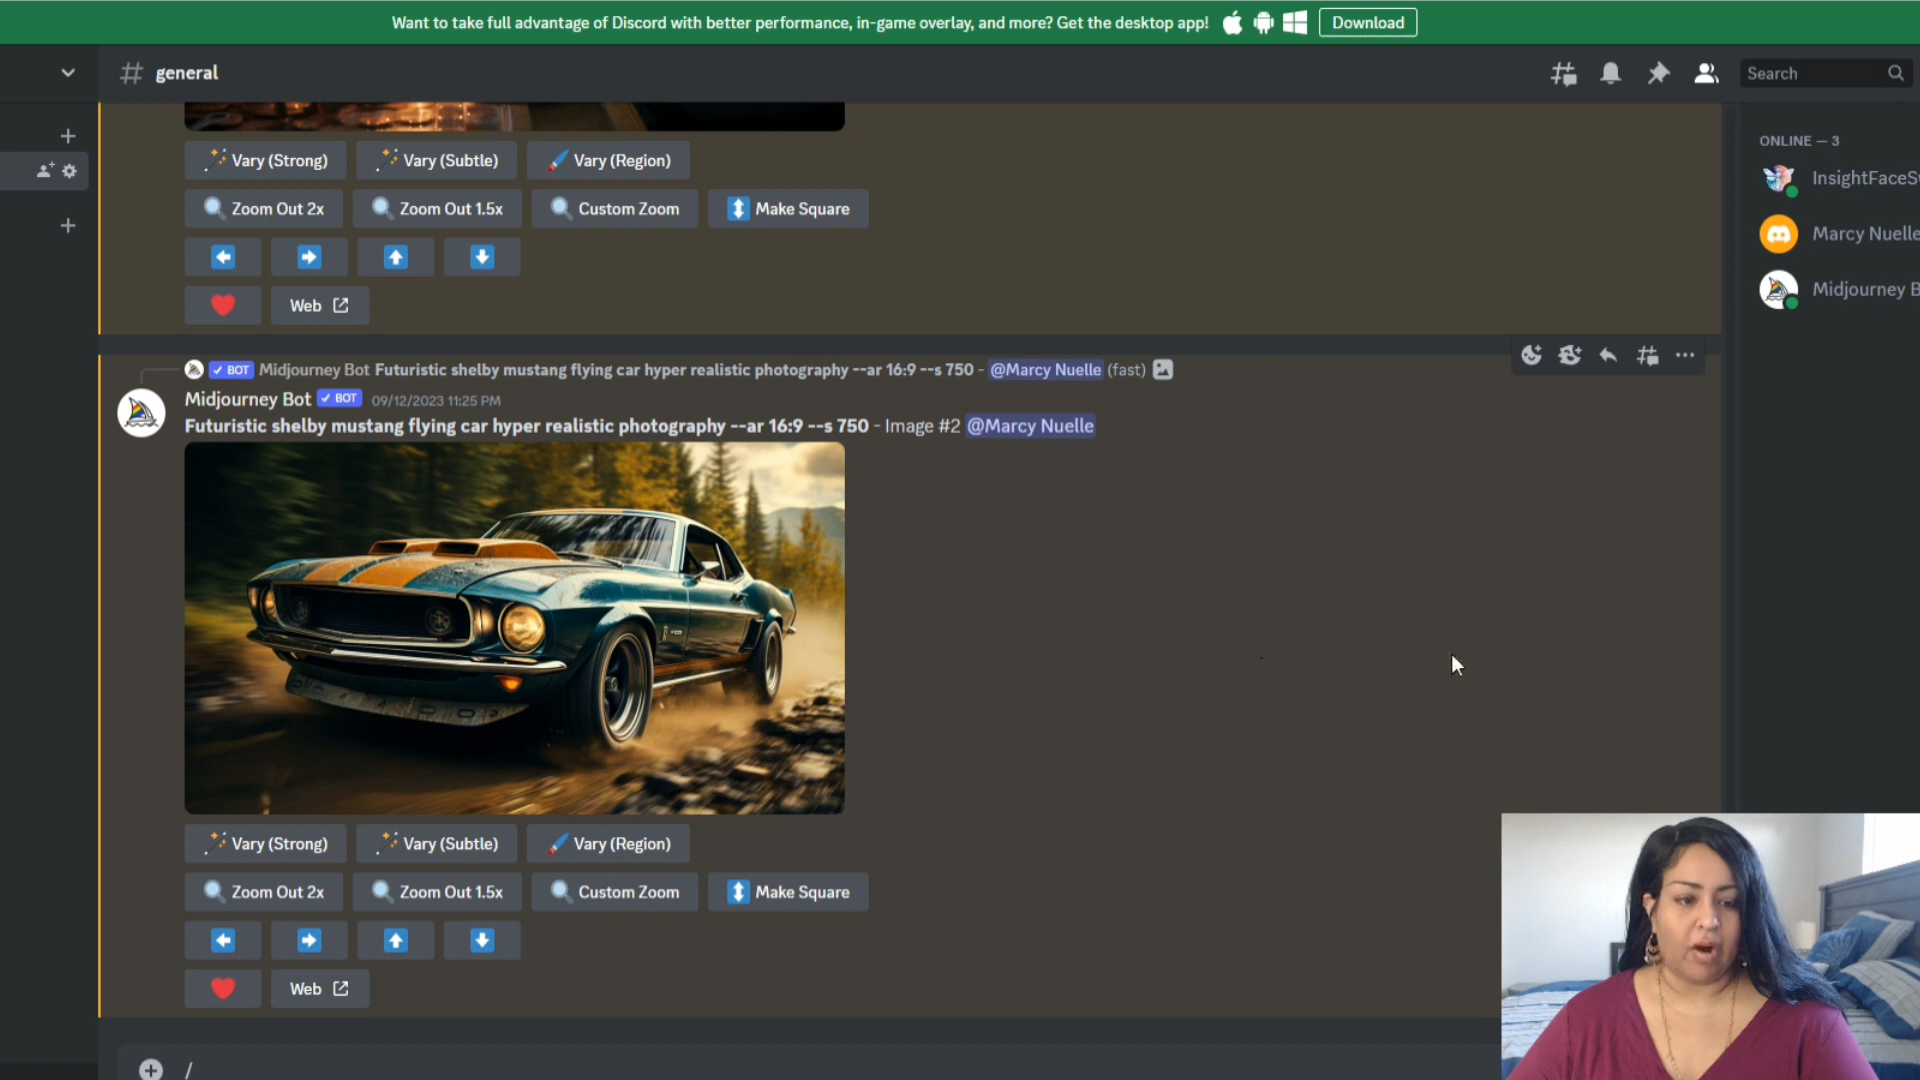 Want to take full advantage of Discord with better performance, in-game overlay, and more? Get the desktop app! Download
# general
Search
Vary (Strong) Vary (Subtle) Vary (Region)
Zoom Out 2x Zoom Out 1.5x Custom Zoom Make Square
Web
ONLINE — 3
InsightFaceS
Marcy Nuelle
Midjourney B
BOT Midjourney Bot Futuristic shelby mustang flying car hyper realistic photography --ar 16:9 --s 750 - @Marcy Nuelle (fast)
Midjourney Bot BOT 09/12/2023 11:25 PM
Futuristic shelby mustang flying car hyper realistic photography --ar 16:9 --s 750 - Image #2 @Marcy Nuelle
Vary (Strong) Vary (Subtle) Vary (Region)
Zoom Out 2x Zoom Out 1.5x Custom Zoom Make Square
Web
/